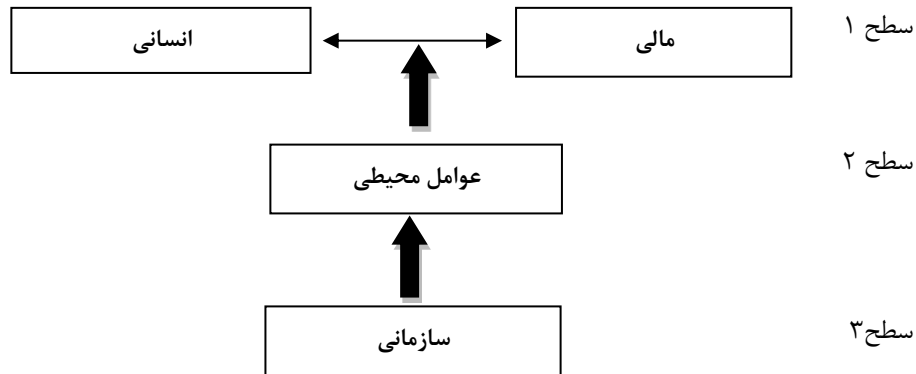 سطح ۱
مالی
انسانی
سطح ۲
عوامل محیطی
سطح۳
سازمانی